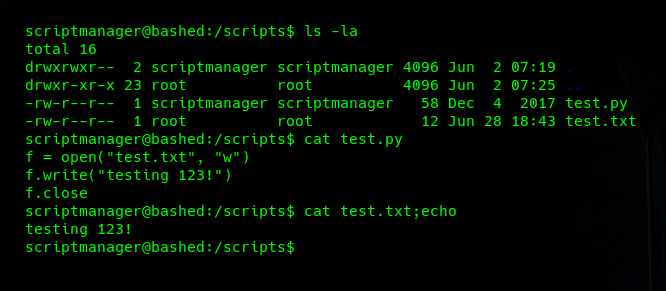 scriptmanager@bashed:/scripts$ ls -la
total 16
drwxrwxr--  2 scriptmanager scriptmanager 4096 Jun  2 07:19 .
drwxr-xr-x 23 root          root          4096 Jun  2 07:25 ..
-rw-r--r--  1 scriptmanager scriptmanager   58 Dec  4  2017 test.py
-rw-r--r--  1 root          root            12 Jun 28 18:43 test.txt
scriptmanager@bashed:/scripts$ cat test.py
f = open("test.txt", "w")
f.write("testing 123!")
f.close
scriptmanager@bashed:/scripts$ cat test.txt;echo
testing 123!
scriptmanager@bashed:/scripts$